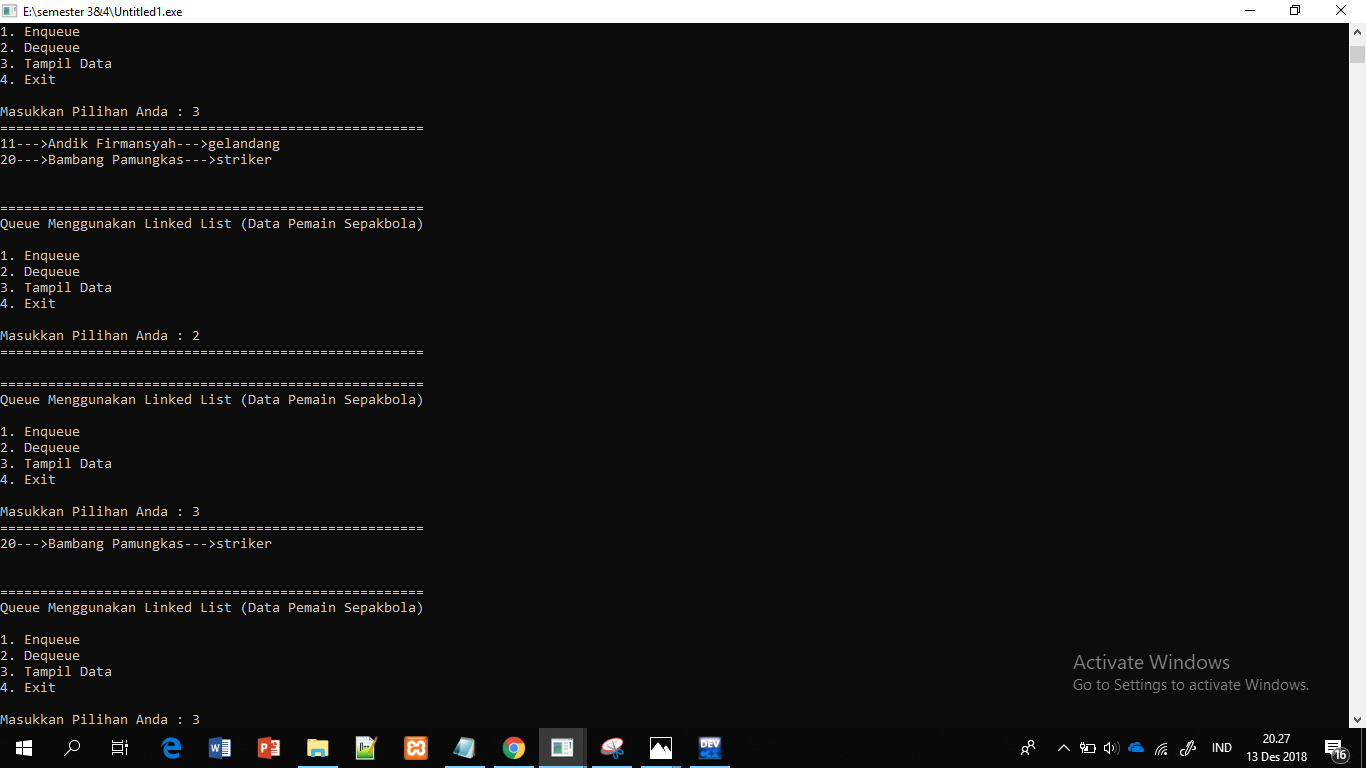 E:\semester 3&4\Untitled1.exe
1. Enqueue
2. Dequeue
3. Tampil Data
4. Exit
Masukkan Pilihan Anda : 3
=====================================================
11--->Andik Firmansyah--->gelandang
20--->Bambang Pamungkas--->striker
=====================================================
Queue Menggunakan Linked List (Data Pemain Sepakbola)
1. Enqueue
2. Dequeue
3. Tampil Data
4. Exit
Masukkan Pilihan Anda : 2
=====================================================
=====================================================
Queue Menggunakan Linked List (Data Pemain Sepakbola)
1. Enqueue
2. Dequeue
3. Tampil Data
4. Exit
Masukkan Pilihan Anda : 3
=====================================================
20--->Bambang Pamungkas--->striker
=====================================================
Queue Menggunakan Linked List (Data Pemain Sepakbola)
1. Enqueue
2. Dequeue
3. Tampil Data
4. Exit
Masukkan Pilihan Anda : 3
Activate Windows
Go to Settings to activate Windows.
DEV
IND
20.27
13 Des 2018
16